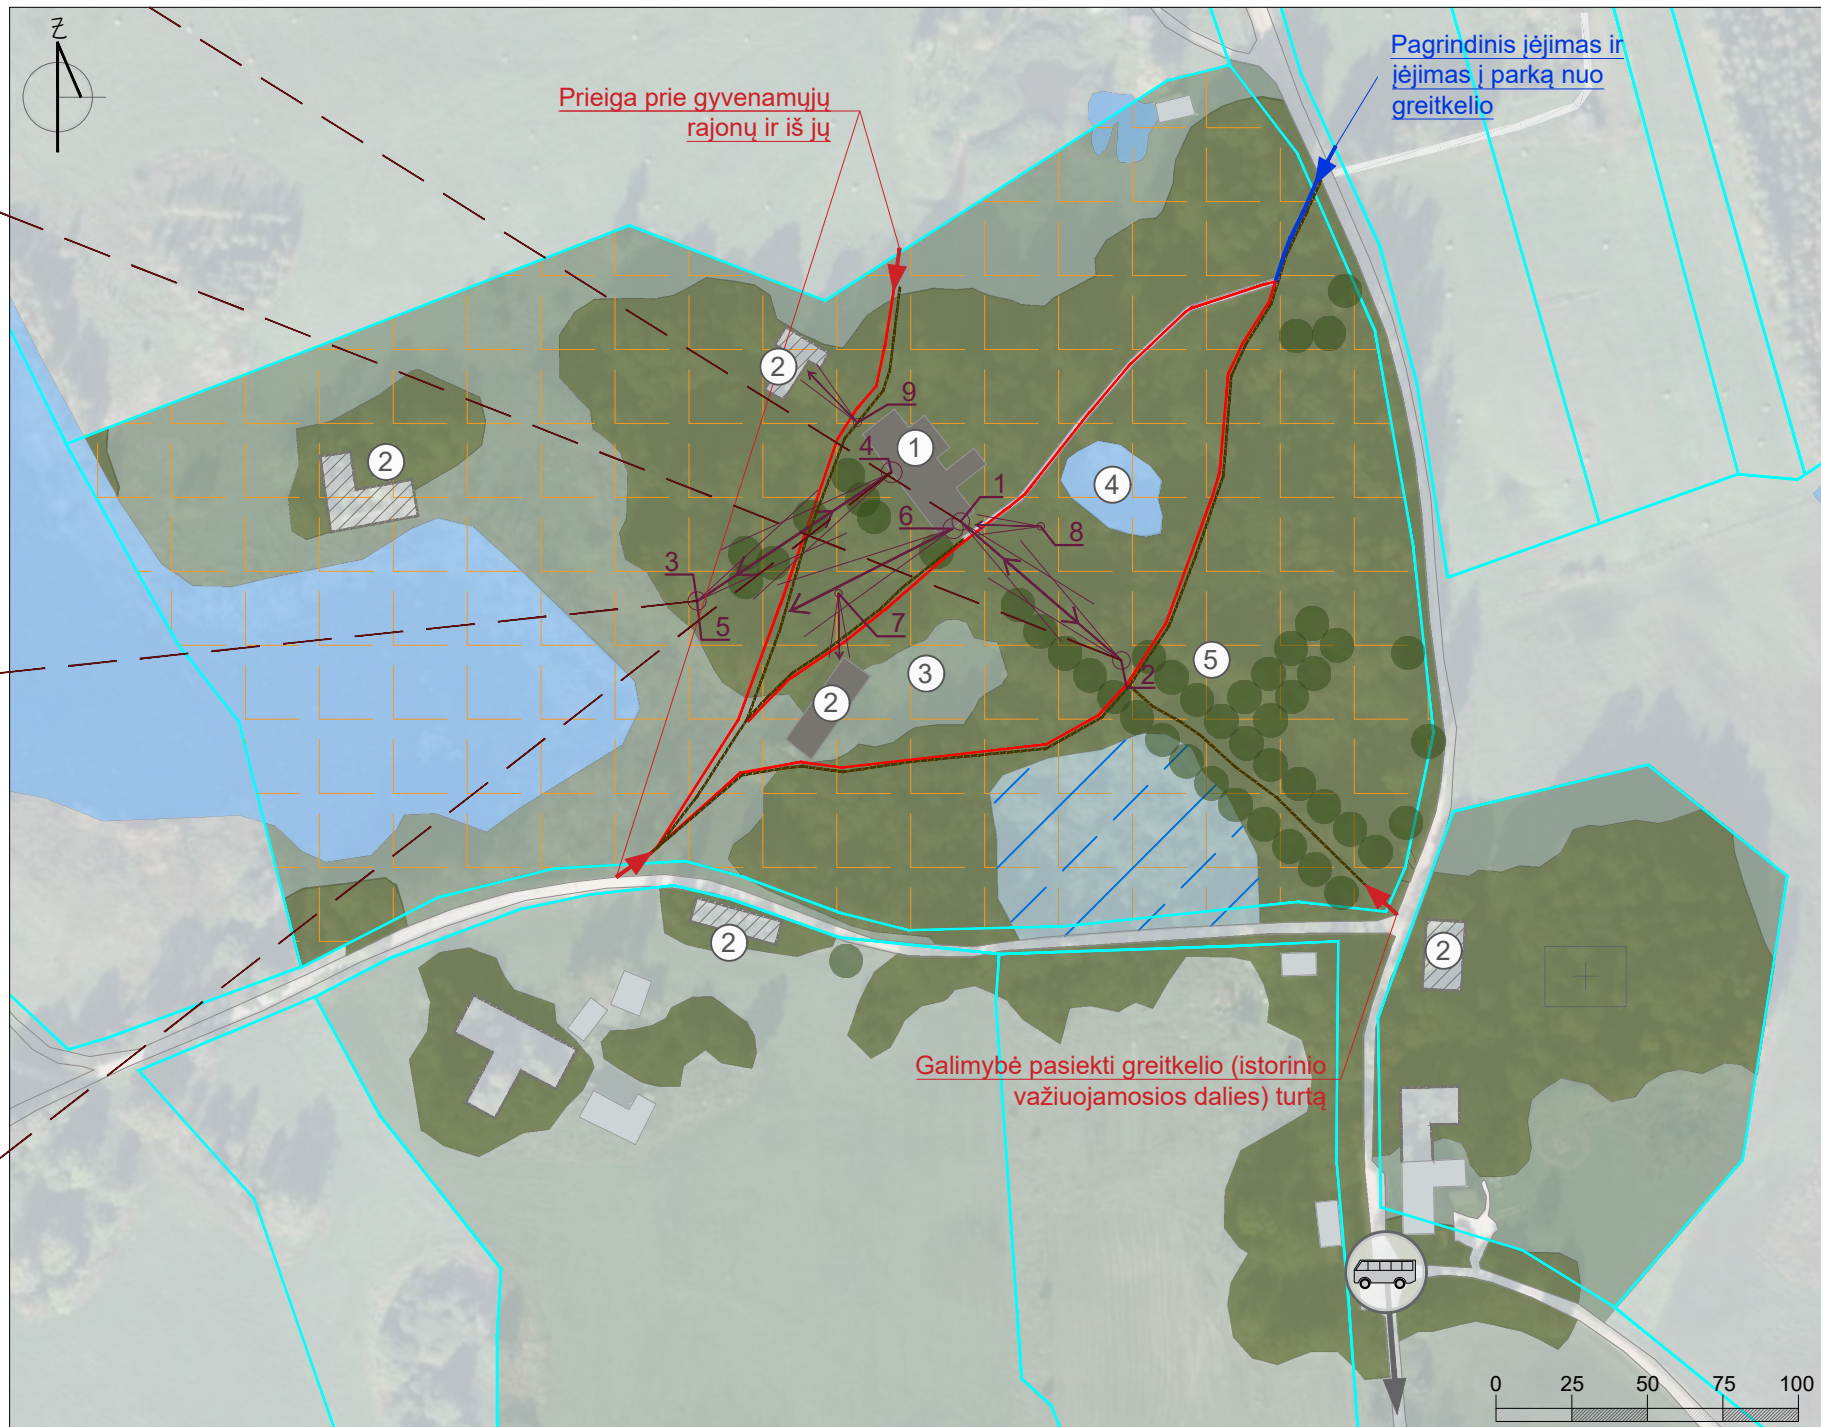 Z
Pagrindinis įėjimas ir
įėjimas į parką nuo
greitkelio
Prieiga prie gyvenamųjų
rajonų ir iš jų
2
9
4
1
2
1
4
6
8
3
5
7
3
5
2
2
2
2
Galimybė pasiekti greitkelio (istorinio
važiuojamosios dalies) turtą
0 25 50 75 100